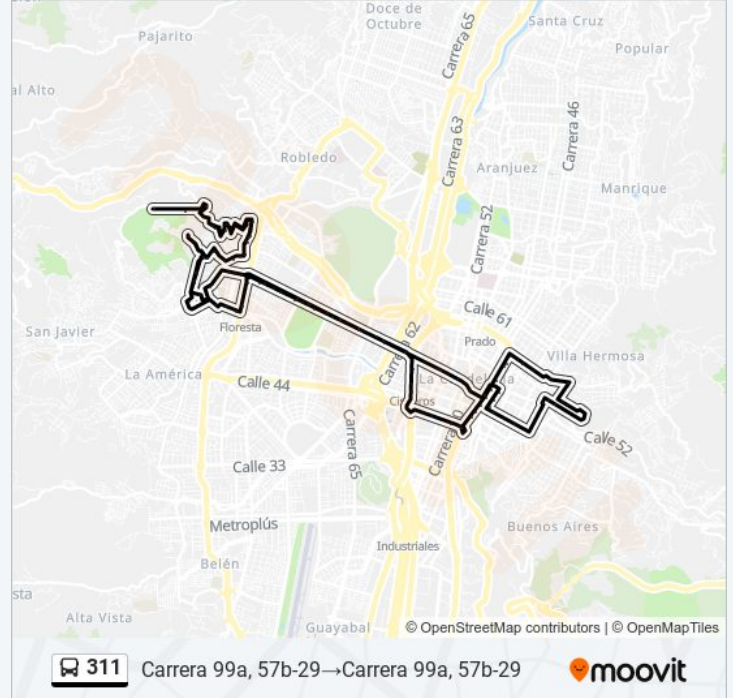 Doce de
Octubre
Carrera 65
Santa Cruz
Pajarito
Popular
al Alto
Carrera 63
Carrera 46
Robledo
Aranjuez
Manrique
Carrera 52
Calle 61
San Javier
Floresta
Carrera 62
Prado
Villa Hermosa
La América
Calle 44
La Candelaria
Calle 52
Carrera 65
Calle 33
Metroplús
Buenos Aires
Industriales
Belén
sta
Alta Vista
Guayabal
© OpenStreetMap contributors | © OpenMapTiles
311 Carrera 99a, 57b-29→Carrera 99a, 57b-29
moovit